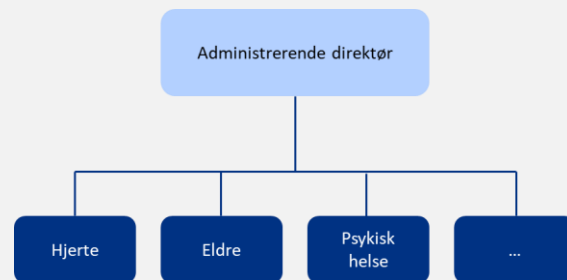 Administrerende direktør
Hjerte
Eldre
Psykisk
helse
...